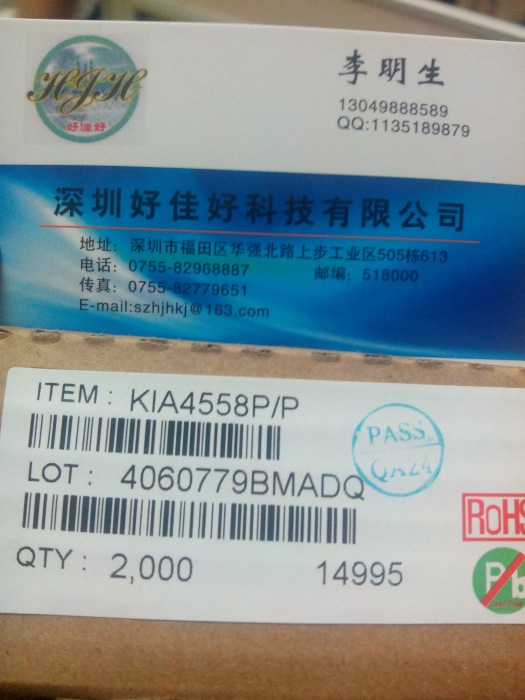 HJH
好佳好
李明生
13049888589
QQ:1135189879
深圳好佳好科技有限公司
地址: 深圳市福田区华强北路上步工业区505栋613
电话: 0755-82968887 邮编: 518000
传真: 0755-82779651
E-mail:szhjhkj@163.com
ITEM : KIA4558P/P
PASS
QA24
LOT : 4060779BMADQ
RoHS
QTY : 2,000 14995
Pb
Lead Free